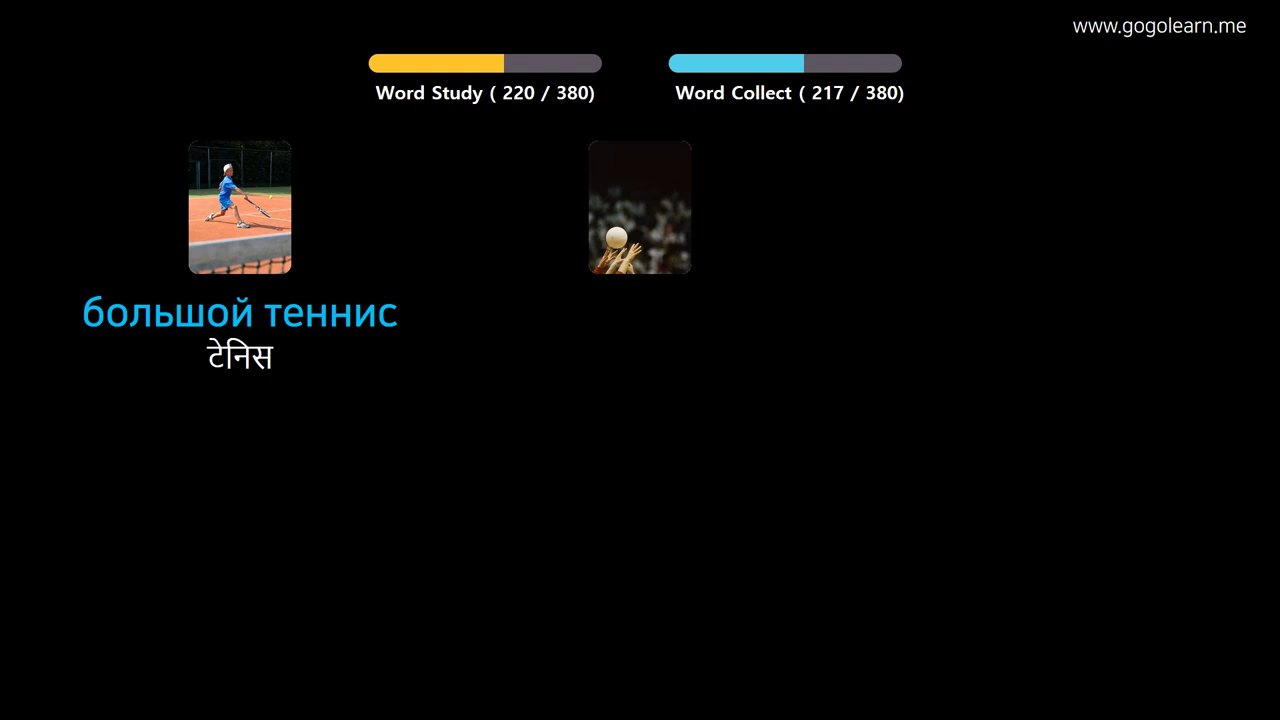 www.gogolearn.me
Word Study ( 220 / 380)
Word Collect ( 217 / 380)
большой теннис
टेनिस